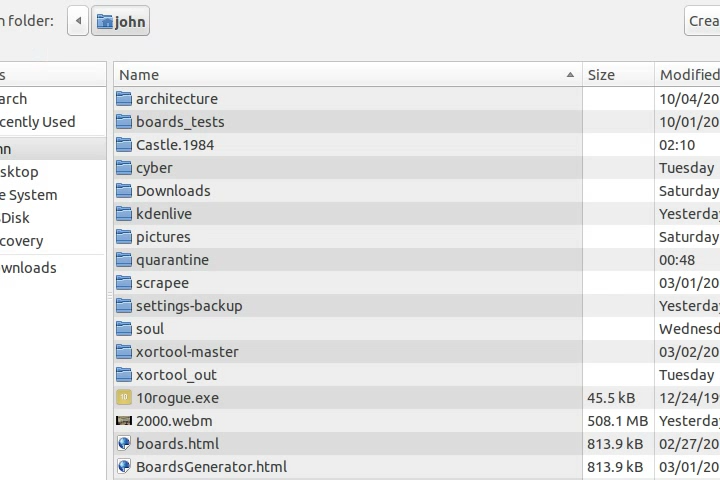 n folder: john Crea
s Name Size Modified
arch architecture 10/04/20
cently Used boards_tests 10/01/20
nn Castle.1984 02:10
sktop cyber Tuesday
e System Downloads Saturday
Disk kdenlive Yesterday
covery pictures Saturday
quarantine 00:48
wnloads scrapee 03/01/20
settings-backup Yesterday
soul Wednesd
xortool-master 03/02/20
xortool_out Tuesday
10rogue.exe 45.5 kB 12/24/19
2000.webm 508.1 MB Yesterday
boards.html 813.9 kB 02/27/20
BoardsGenerator.html 813.9 kB 03/01/20